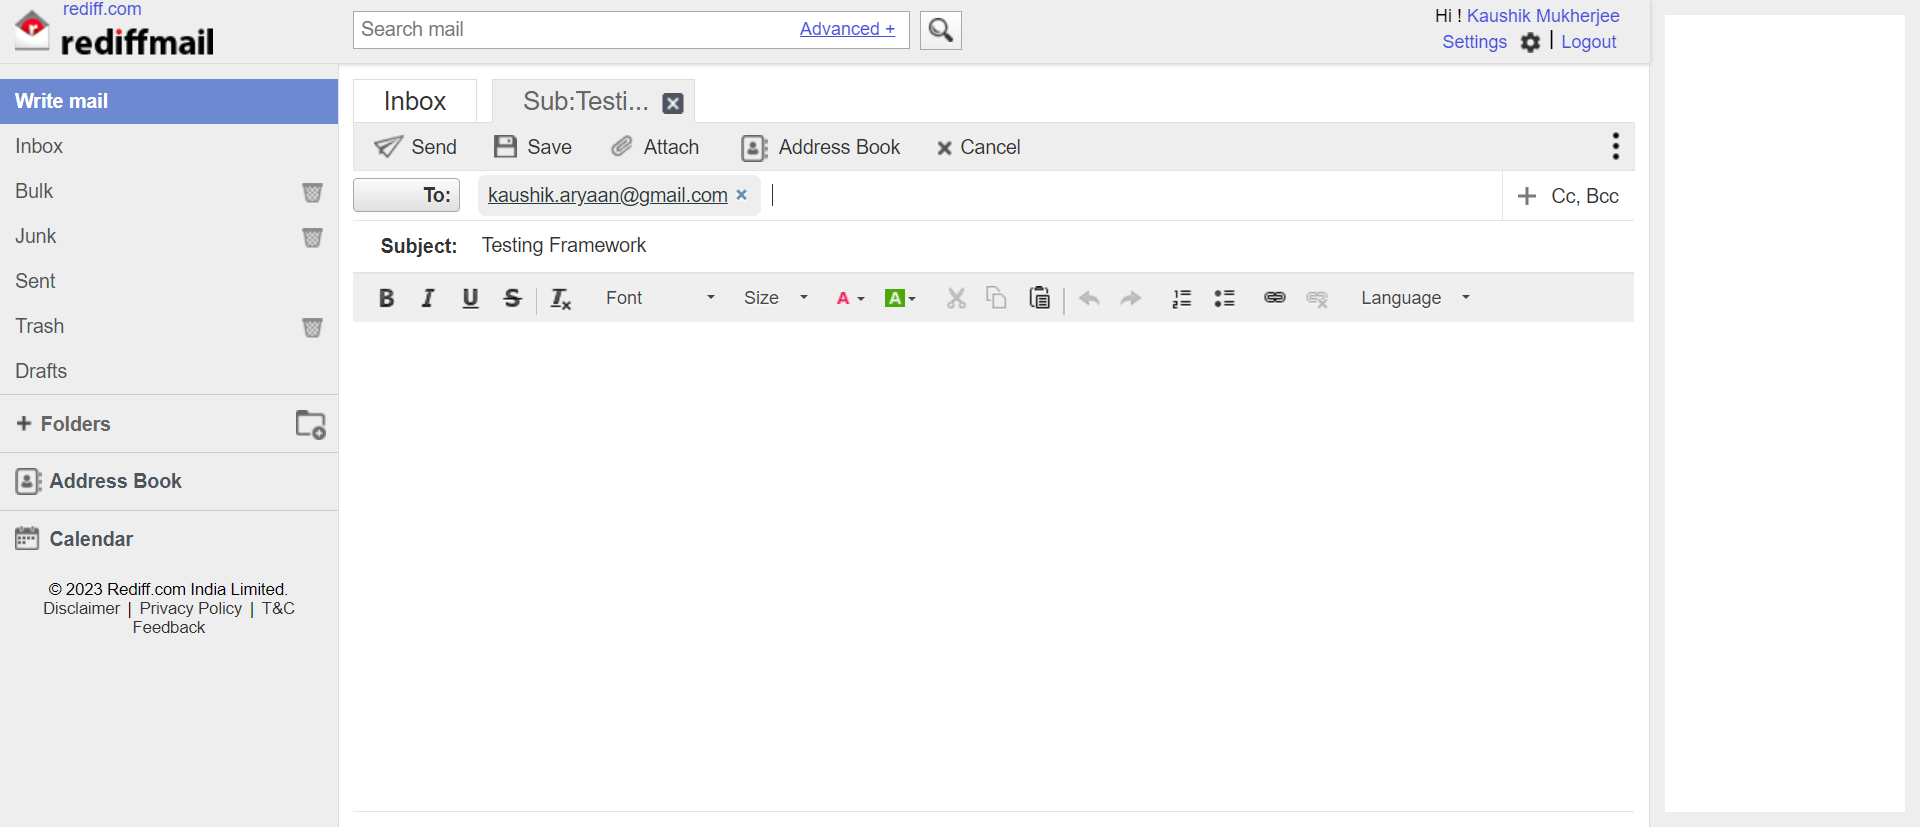 rediff.com
rediffmail
Search mail
Advanced +
Hi ! Kaushik Mukherjee
Settings | Logout
Write mail
Inbox
Bulk
Junk
Sent
Trash
Drafts
+ Folders
Address Book
Calendar
© 2023 Rediff.com India Limited.
Disclaimer | Privacy Policy | T&C
Feedback
Inbox
Sub:Testi...
Send
Save
Attach
Address Book
Cancel
To:
kaushik.aryaan@gmail.com
Cc, Bcc
Subject:
Testing Framework
B I U S Tx
Font
Size
A
A
Language